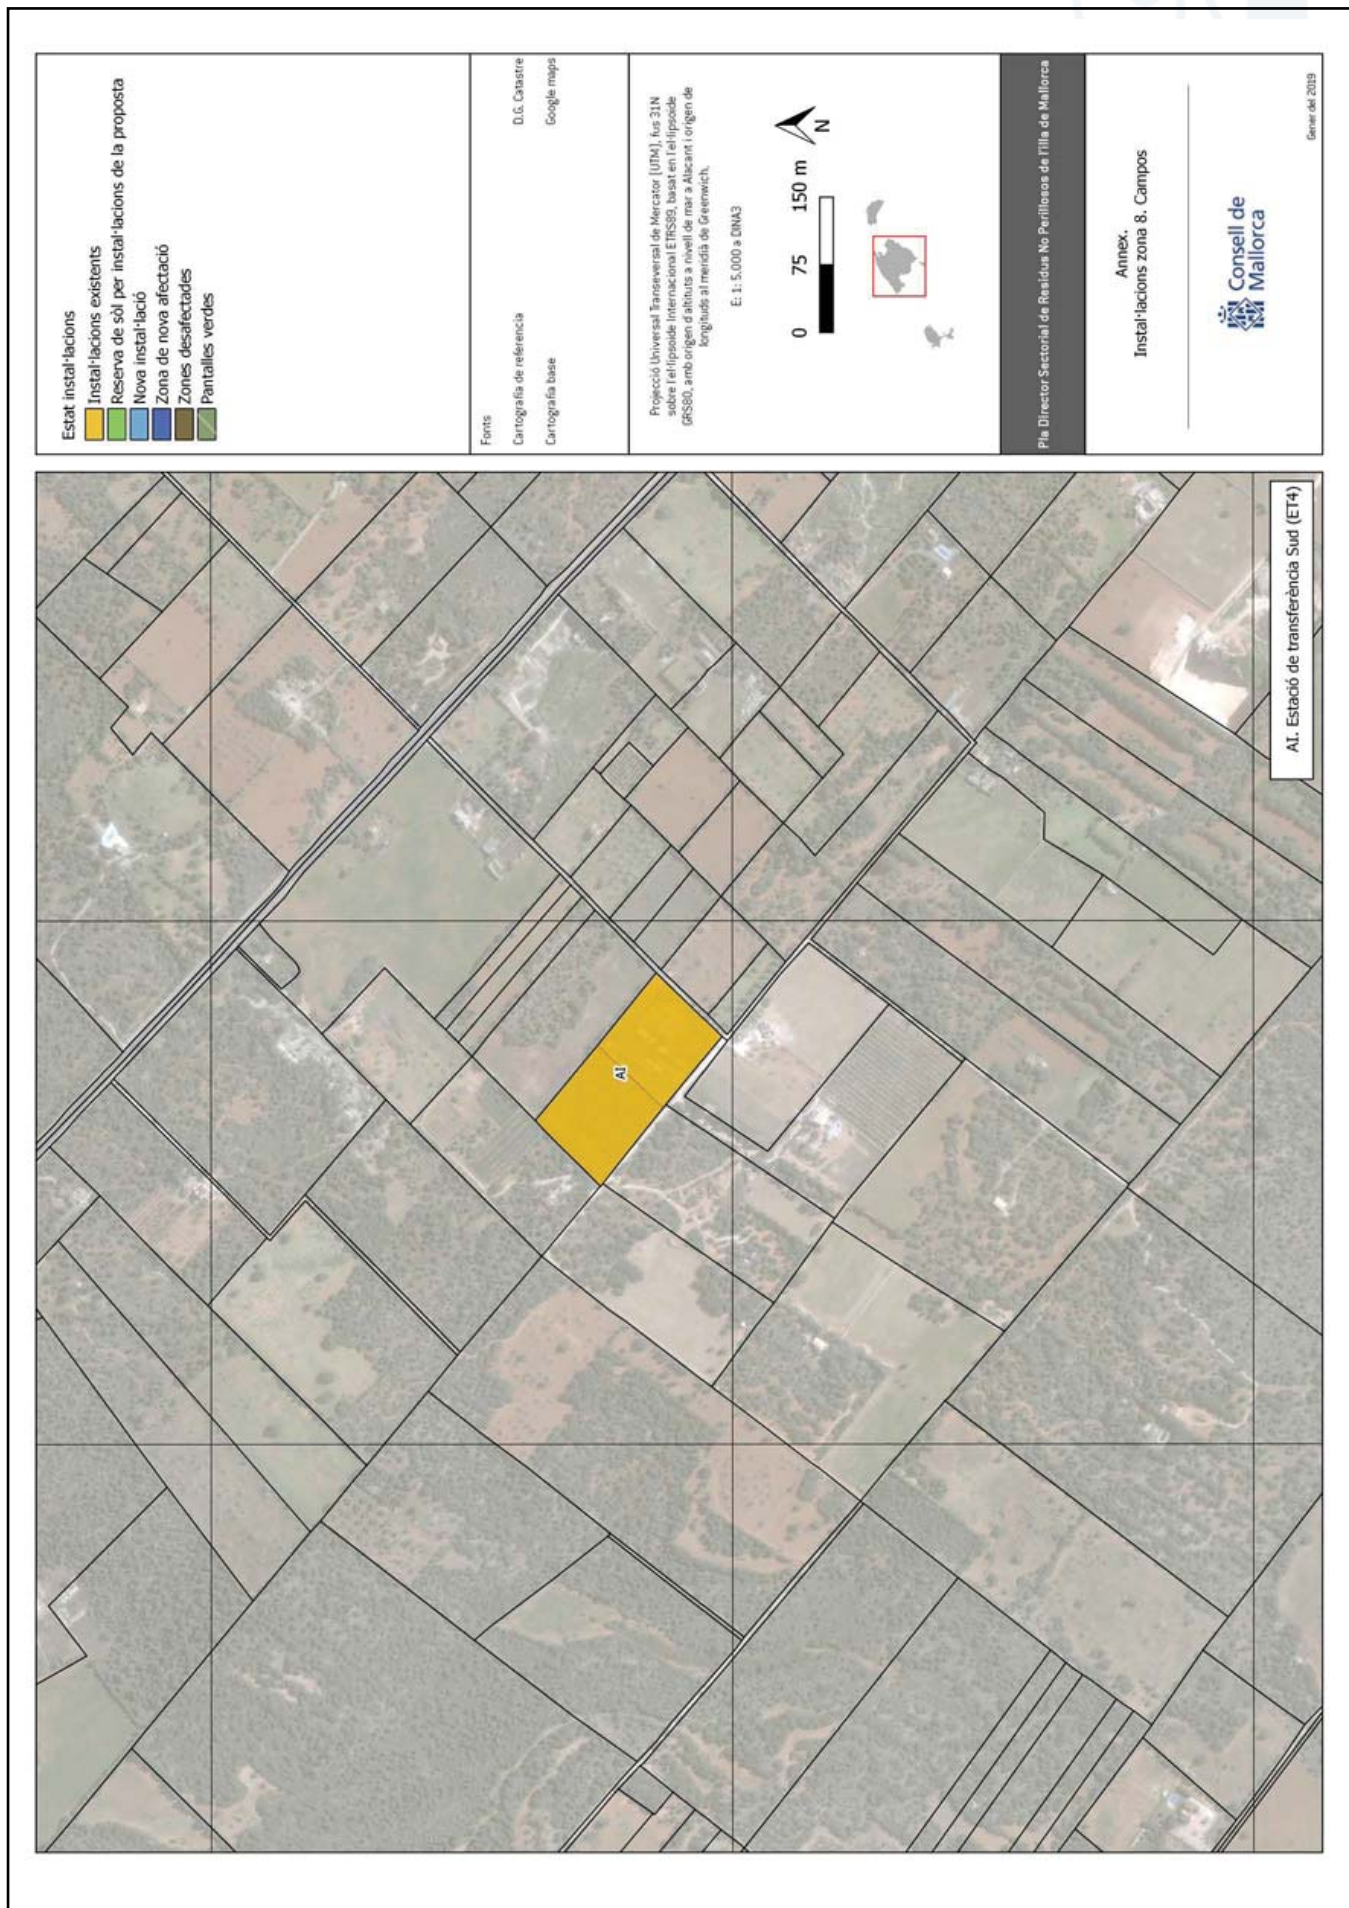 Estat instal·lacions
Instal·lacions existents
Reserva de sòl per instal·lacions de la proposta
Nova instal·lació
Zona de nova afectació
Zones desafectades
Pantalles verdes
Fonts
Cartografia de referencia D.G. Catastre
Cartografia base Google maps
Projecció Universal Transeversal de Mercator [UTM], fus 31N
sobre l'el·lipsoide Internacional ETRS89, basat en l'el·lipsoide
GRS80, amb origen d'altituts a nivell de mar a Alacant i origen de
longituds al meridià de Greenwich.
E: 1: 5.000 a DINA3
0 75 150 m
N
Pla Director Sectorial de Residus No Perillosos de l'illa de Mallorca
Annex.
Instal·lacions zona 8. Campos
Consell de
Mallorca
Gener del 2019
AI
AI. Estació de transferència Sud (ET4)